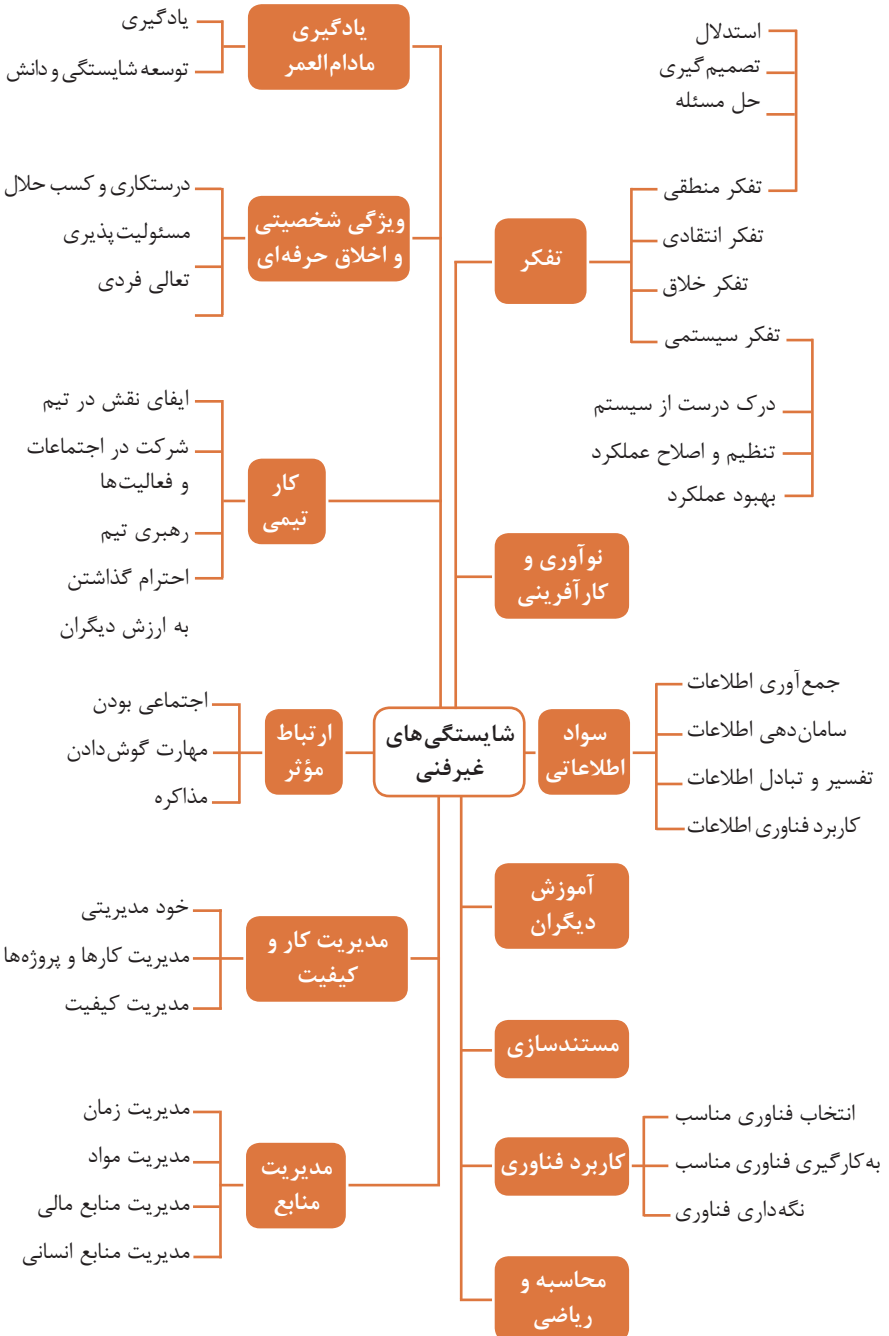 شایستگی‌های
غیرفنی
تفکر
استدلال
تصمیم‌گیری
حل مسئله
تفکر منطقی
تفکر انتقادی
تفکر خلاق
تفکر سیستمی
درک درست از سیستم
تنظیم و اصلاح عملکرد
بهبود عملکرد
نوآوری و
کارآفرینی
سواد
اطلاعاتی
جمع‌آوری اطلاعات
سامان‌دهی اطلاعات
تفسیر و تبادل اطلاعات
کاربرد فناوری اطلاعات
آموزش
دیگران
مستندسازی
کاربرد فناوری
انتخاب فناوری مناسب
به‌کارگیری فناوری مناسب
نگه‌داری فناوری
محاسبه و
ریاضی
یادگیری
مادام‌العمر
یادگیری
توسعه شایستگی و دانش
ویژگی شخصیتی
و اخلاق حرفه‌ای
درستکاری و کسب حلال
مسئولیت‌پذیری
تعالی فردی
کار
تیمی
ایفای نقش در تیم
شرکت در اجتماعات
و فعالیت‌ها
رهبری تیم
احترام گذاشتن
به ارزش دیگران
ارتباط
مؤثر
اجتماعی بودن
مهارت گوش‌دادن
مذاکره
مدیریت کار و
کیفیت
خود مدیریتی
مدیریت کارها و پروژه‌ها
مدیریت کیفیت
مدیریت
منابع
مدیریت زمان
مدیریت مواد
مدیریت منابع مالی
مدیریت منابع انسانی